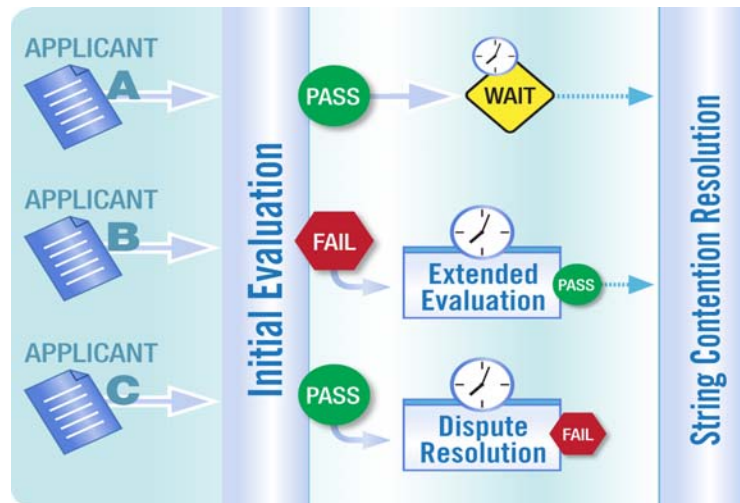 APPLICANT
A
PASS
WAIT
APPLICANT
B
FAIL
Extended
Evaluation
PASS
APPLICANT
C
PASS
Dispute
Resolution
FAIL
Initial Evaluation
String Contention Resolution